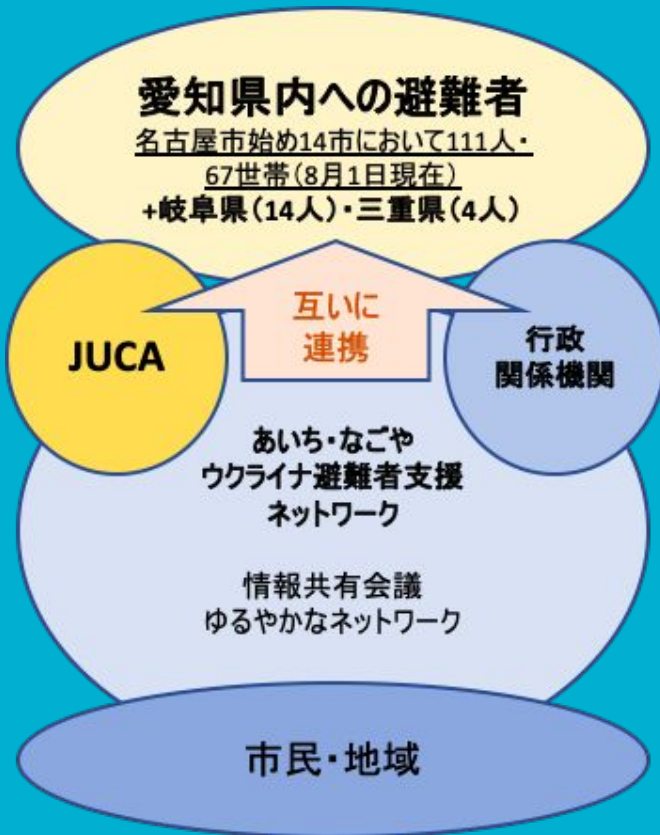 愛知県内への避難者
名古屋市始め14市において111人・
67世帯(8月1日現在)
+岐阜県(14人)・三重県(4人)
互いに
連携
JUCA
行政
関係機関
あいち・なごや
ウクライナ避難者支援
ネットワーク
情報共有会議
ゆるやかなネットワーク
市民・地域